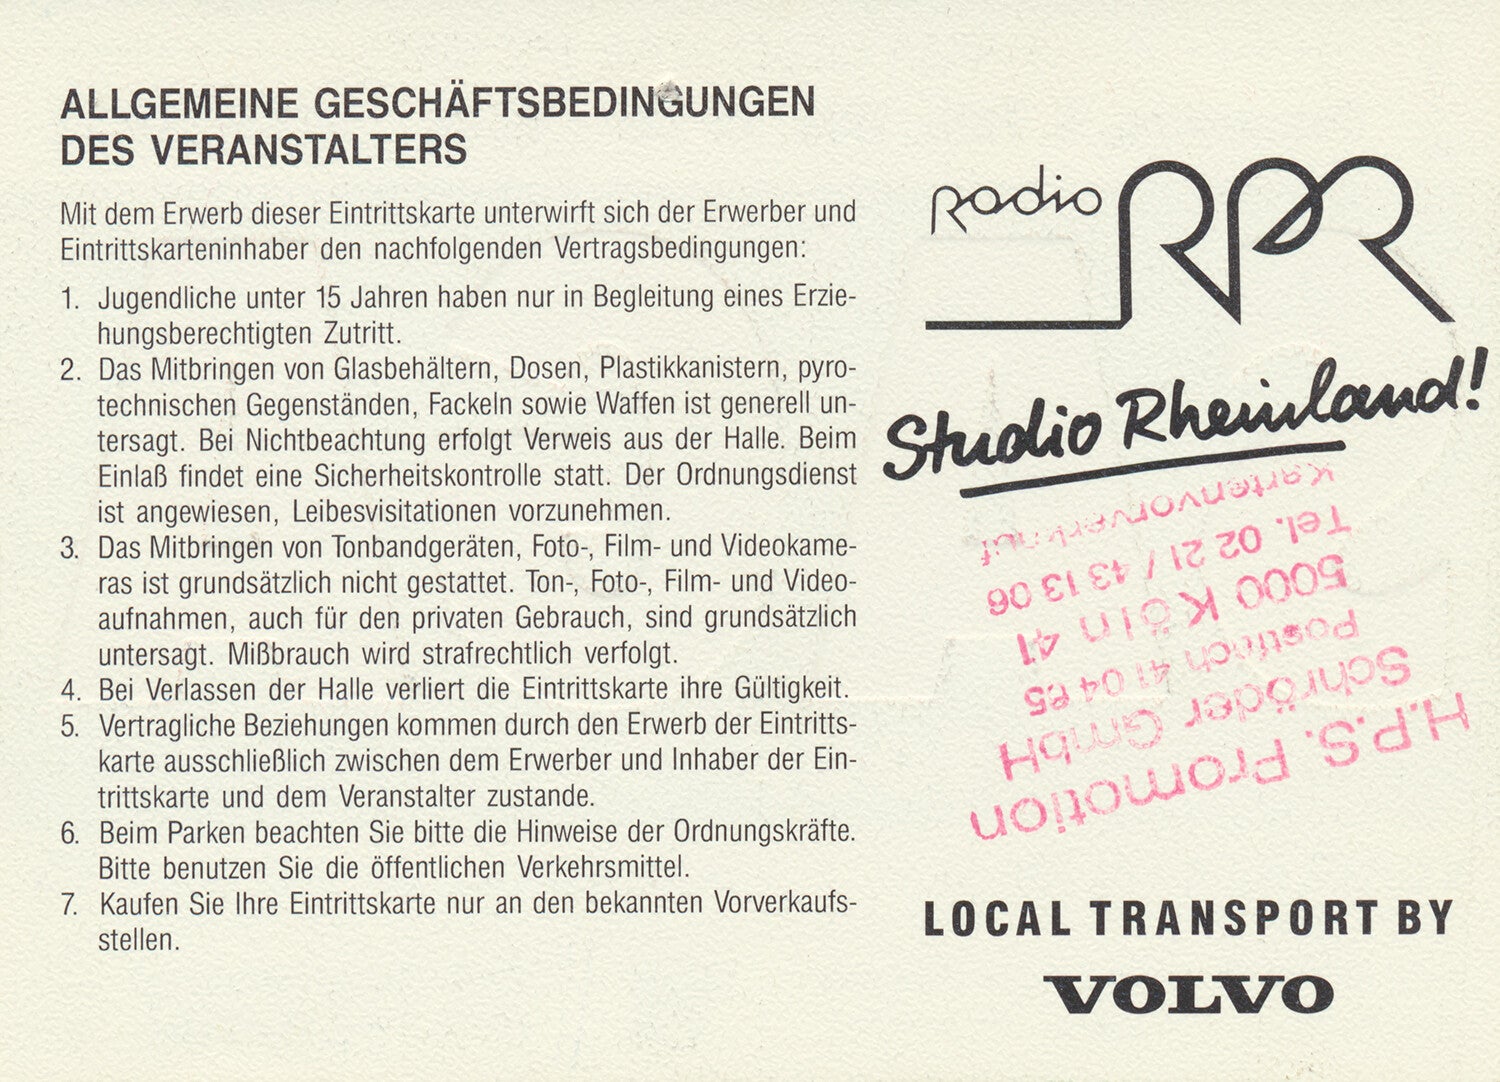 ALLGEMEINE GESCHÄFTSBEDINGUNGEN
DES VERANSTALTERS
Mit dem Erwerb dieser Eintrittskarte unterwirft sich der Erwerber und
Eintrittskarteninhaber den nachfolgenden Vertragsbedingungen:
1. Jugendliche unter 15 Jahren haben nur in Begleitung eines Erzie-
hungsberechtigten Zutritt.
2. Das Mitbringen von Glasbehältern, Dosen, Plastikkanistern, pyro-
technischen Gegenständen, Fackeln sowie Waffen ist generell un-
tersagt. Bei Nichtbeachtung erfolgt Verweis aus der Halle. Beim
Einlaß findet eine Sicherheitskontrolle statt. Der Ordnungsdienst
ist angewiesen, Leibesvisitationen vorzunehmen.
3. Das Mitbringen von Tonbandgeräten, Foto-, Film- und Videokame-
ras ist grundsätzlich nicht gestattet. Ton-, Foto-, Film- und Video-
aufnahmen, auch für den privaten Gebrauch, sind grundsätzlich
untersagt. Mißbrauch wird strafrechtlich verfolgt.
4. Bei Verlassen der Halle verliert die Eintrittskarte ihre Gültigkeit.
5. Vertragliche Beziehungen kommen durch den Erwerb der Eintritts-
karte ausschließlich zwischen dem Erwerber und Inhaber der Ein-
trittskarte und dem Veranstalter zustande.
6. Beim Parken beachten Sie bitte die Hinweise der Ordnungskräfte.
Bitte benutzen Sie die öffentlichen Verkehrsmittel.
7. Kaufen Sie Ihre Eintrittskarte nur an den bekannten Vorverkaufs-
stellen.
radio RPR
Studio Rheinland!
H.P.S. Promotion
Schröder GmbH
Postfach 41 04 65
5000 Köln 41
Tel. 02 21 / 43 13 06
Kartenvorverkauf
LOCAL TRANSPORT BY
VOLVO